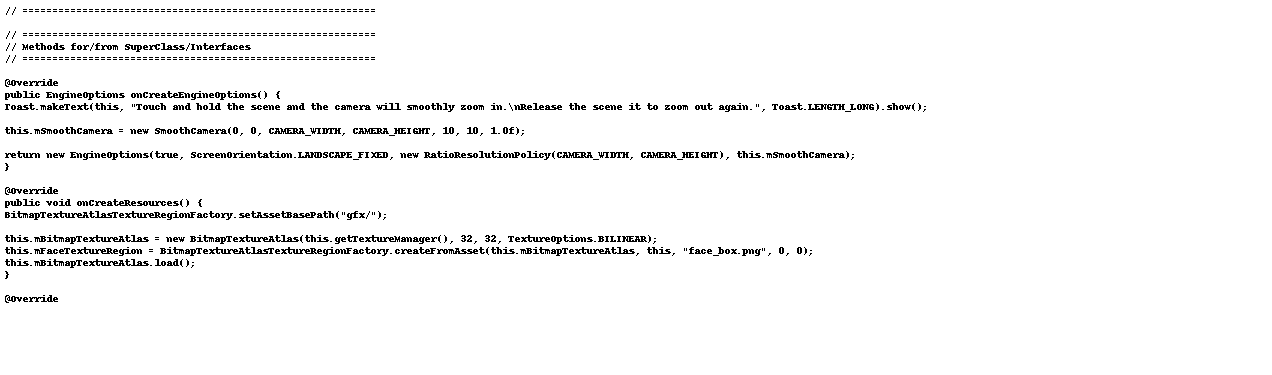 // ===========================================================
// ===========================================================
// Methods for/from SuperClass/Interfaces
// ===========================================================
@Override
public EngineOptions onCreateEngineOptions() {
Toast.makeText(this, "Touch and hold the scene and the camera will smoothly zoom in.\nRelease the scene it to zoom out again.", Toast.LENGTH_LONG).show();
this.mSmoothCamera = new SmoothCamera(0, 0, CAMERA_WIDTH, CAMERA_HEIGHT, 10, 10, 1.0f);
return new EngineOptions(true, ScreenOrientation.LANDSCAPE_FIXED, new RatioResolutionPolicy(CAMERA_WIDTH, CAMERA_HEIGHT), this.mSmoothCamera);
}
@Override
public void onCreateResources() {
BitmapTextureAtlasTextureRegionFactory.setAssetBasePath("gfx/");
this.mBitmapTextureAtlas = new BitmapTextureAtlas(this.getTextureManager(), 32, 32, TextureOptions.BILINEAR);
this.mFaceTextureRegion = BitmapTextureAtlasTextureRegionFactory.createFromAsset(this.mBitmapTextureAtlas, this, "face_box.png", 0, 0);
this.mBitmapTextureAtlas.load();
}
@Override